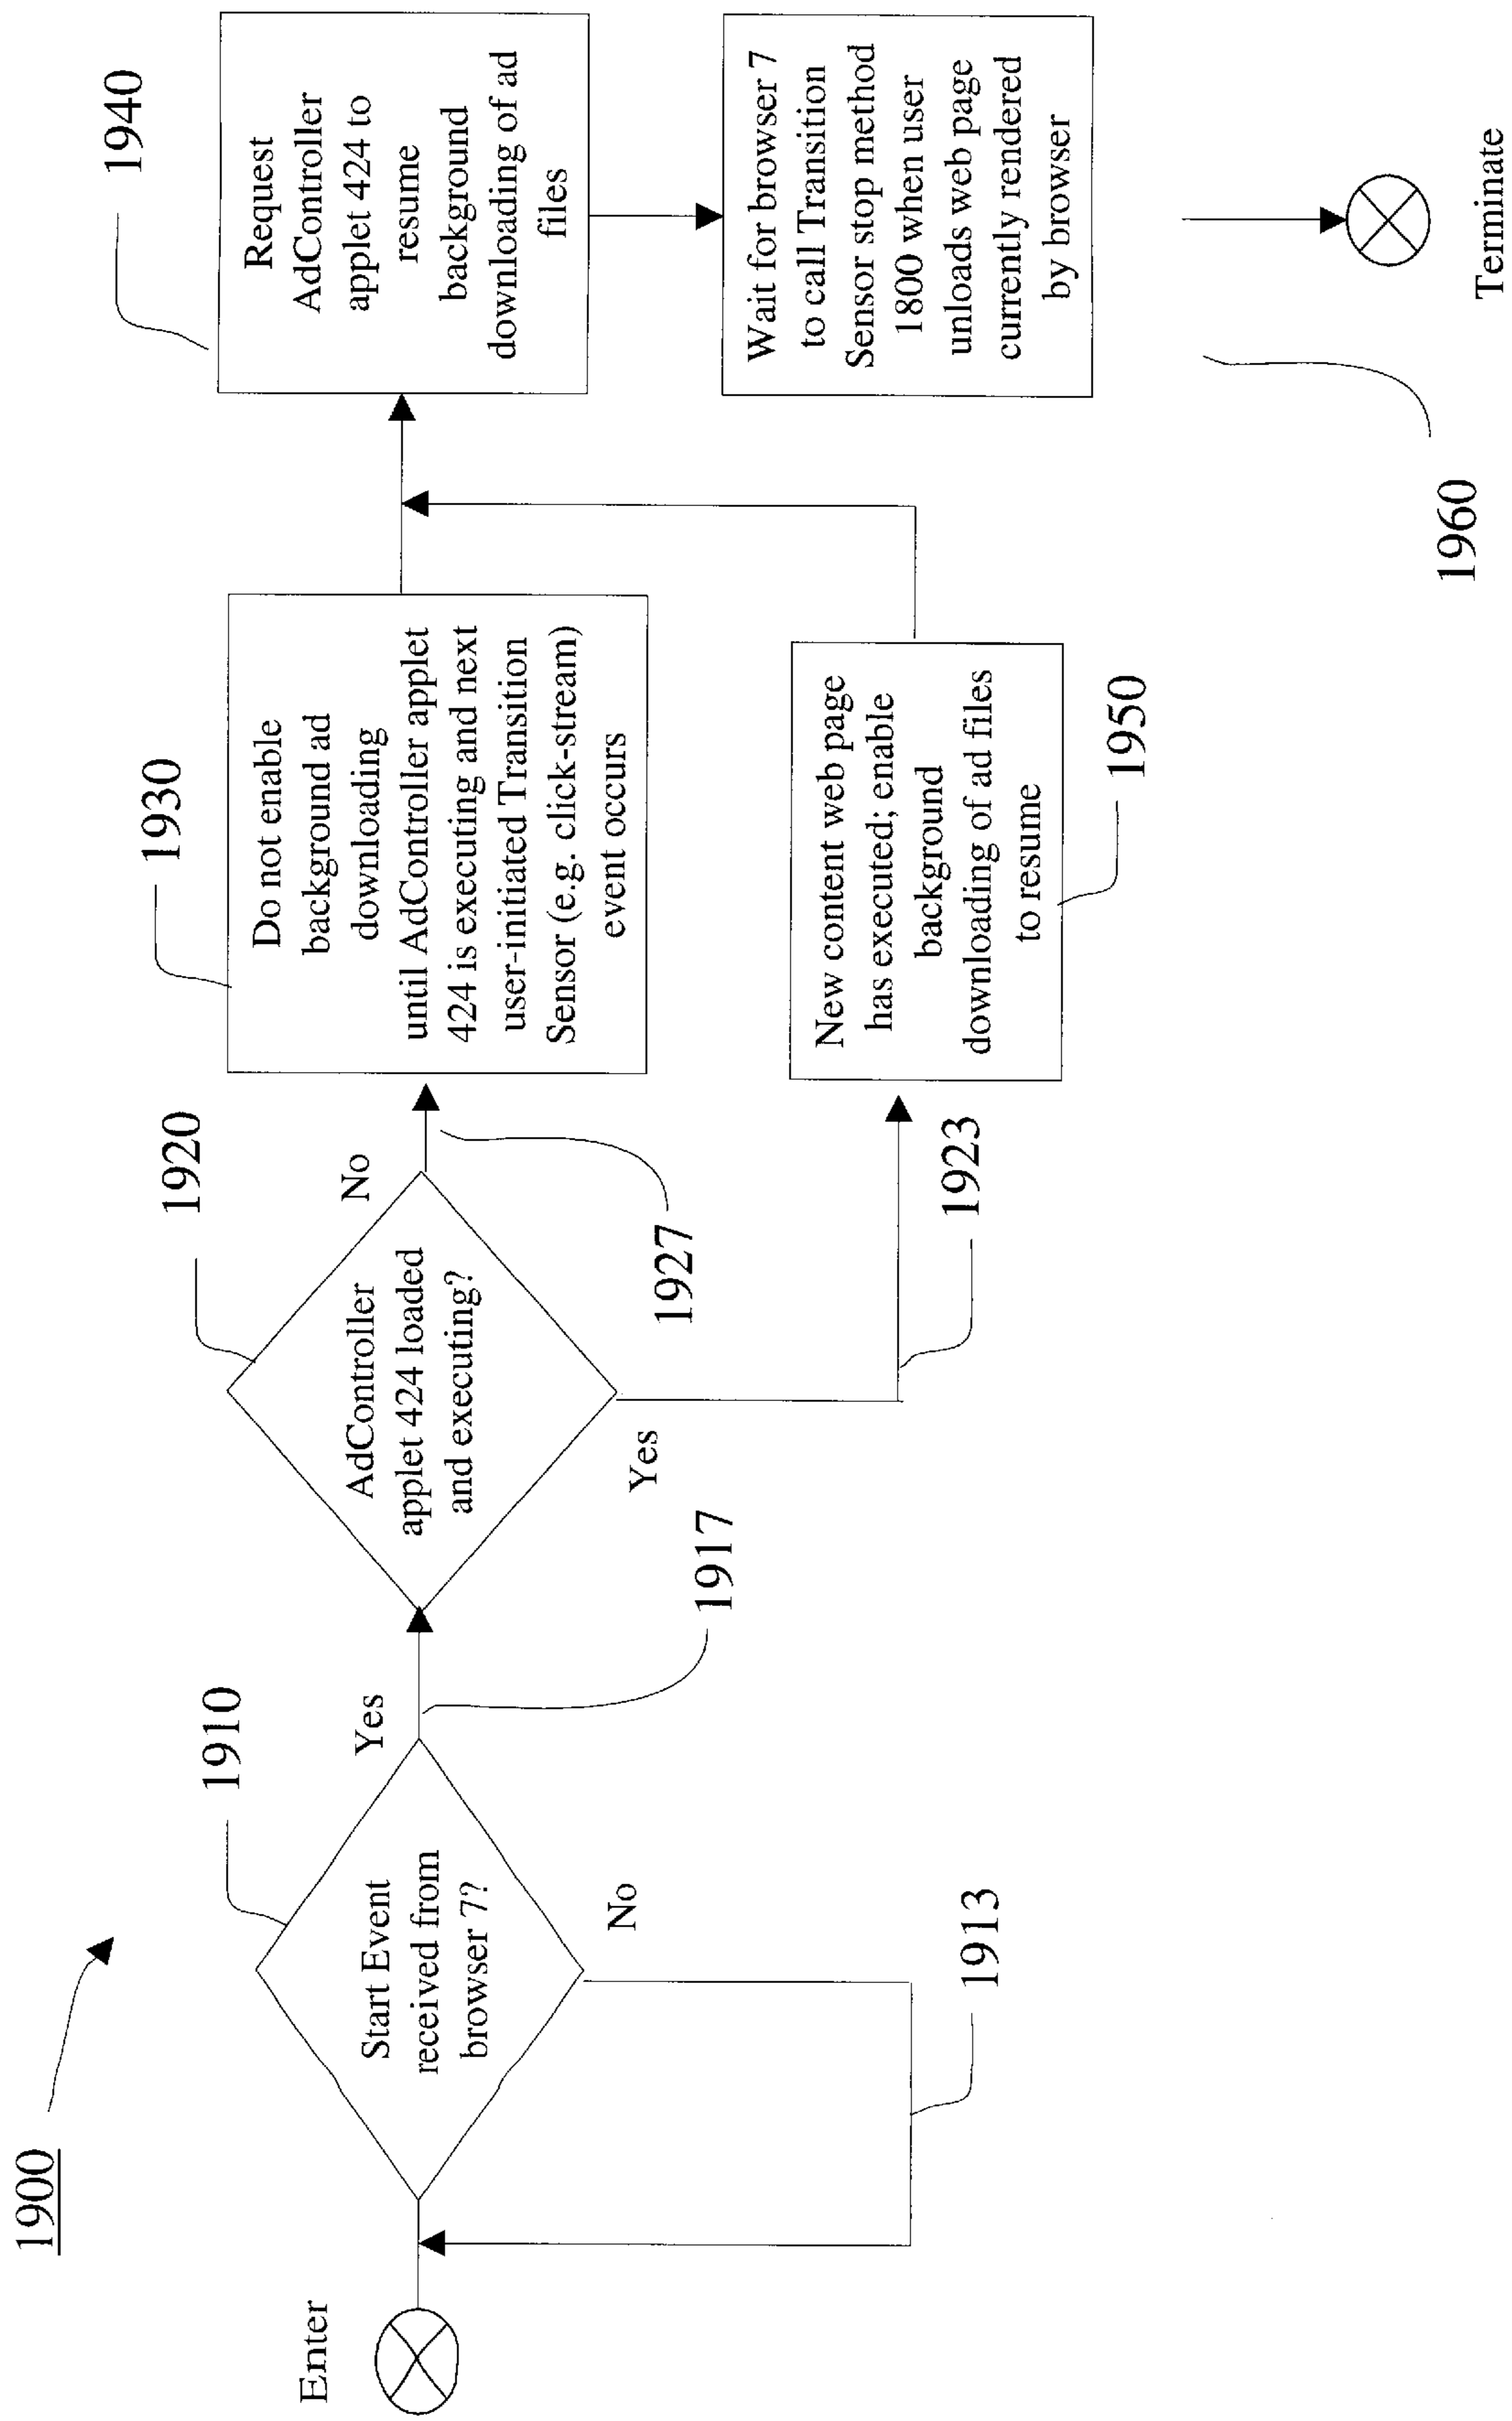 1900
Enter
Start Event
received from
browser 7?
1910
Yes
No
1913
1917
AdController
applet 424 loaded
and executing?
1920
No
Yes
1927
1923
Do not enable
background ad
downloading
until AdController applet
424 is executing and next
user-initiated Transition
Sensor (e.g. click-stream)
event occurs
1930
New content web page
has executed; enable
background
downloading of ad files
to resume
1950
Request
AdController
applet 424 to
resume
background
downloading of ad
files
1940
Wait for browser 7
to call Transition
Sensor stop method
1800 when user
unloads web page
currently rendered
by browser
1960
Terminate